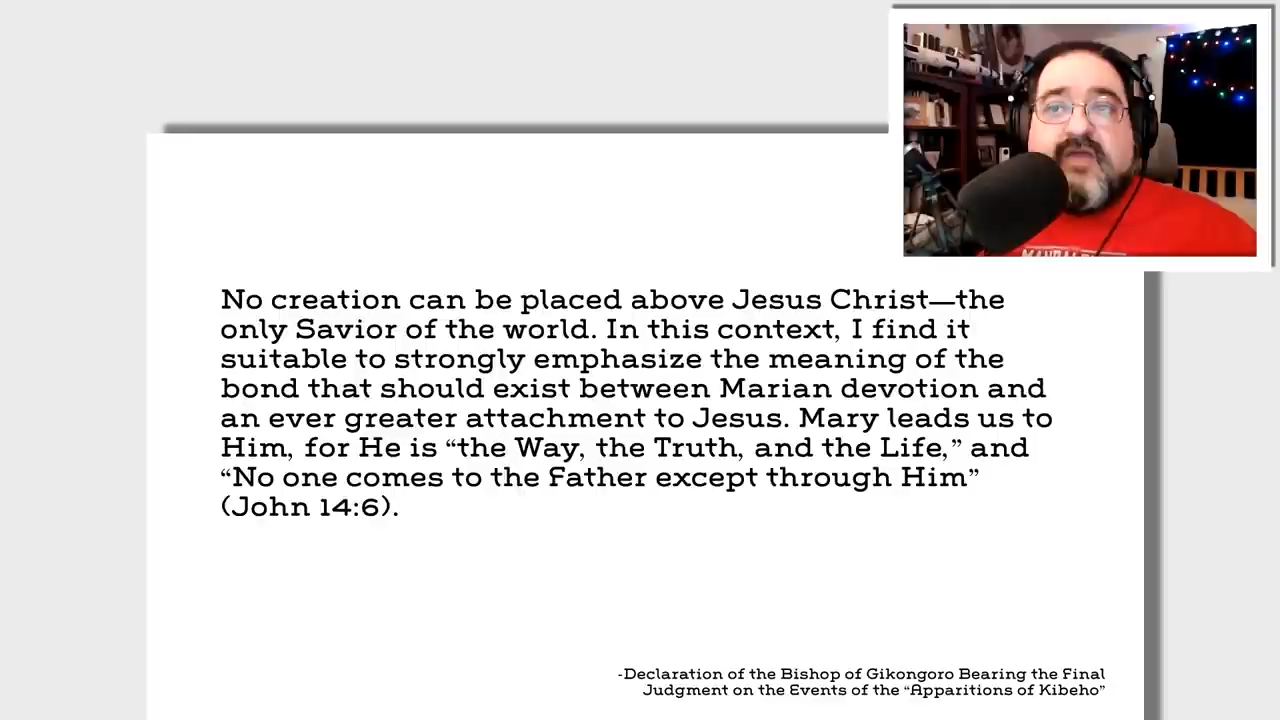 No creation can be placed above Jesus Christ—the
only Savior of the world. In this context, I find it
suitable to strongly emphasize the meaning of the
bond that should exist between Marian devotion and
an ever greater attachment to Jesus. Mary leads us to
Him, for He is “the Way, the Truth, and the Life,” and
“No one comes to the Father except through Him”
(John 14:6).
-Declaration of the Bishop of Gikongoro Bearing the Final
Judgment on the Events of the “Apparitions of Kibeho”